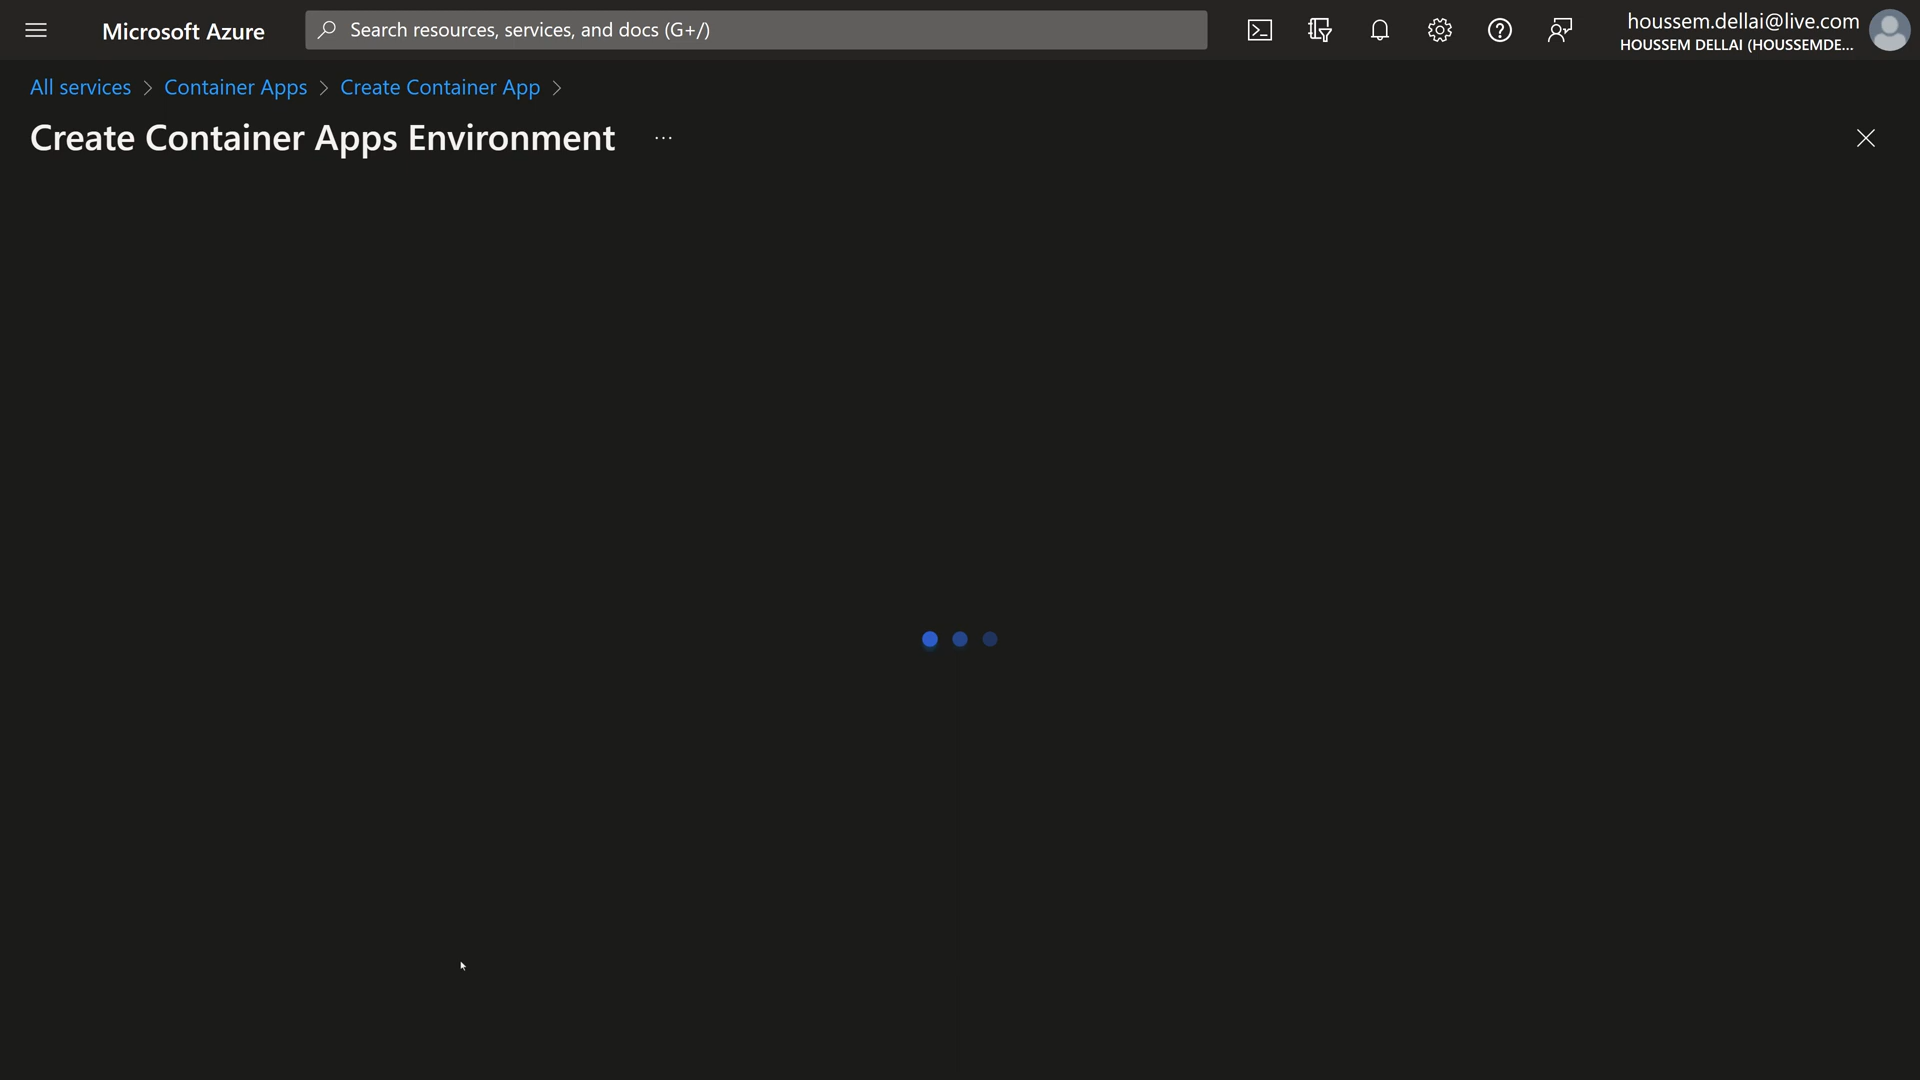 Microsoft Azure
Search resources, services, and docs (G+/)
houssem.dellai@live.com
HOUSSEM DELLAI (HOUSSEMDE...
All services > Container Apps > Create Container App >
Create Container Apps Environment ...